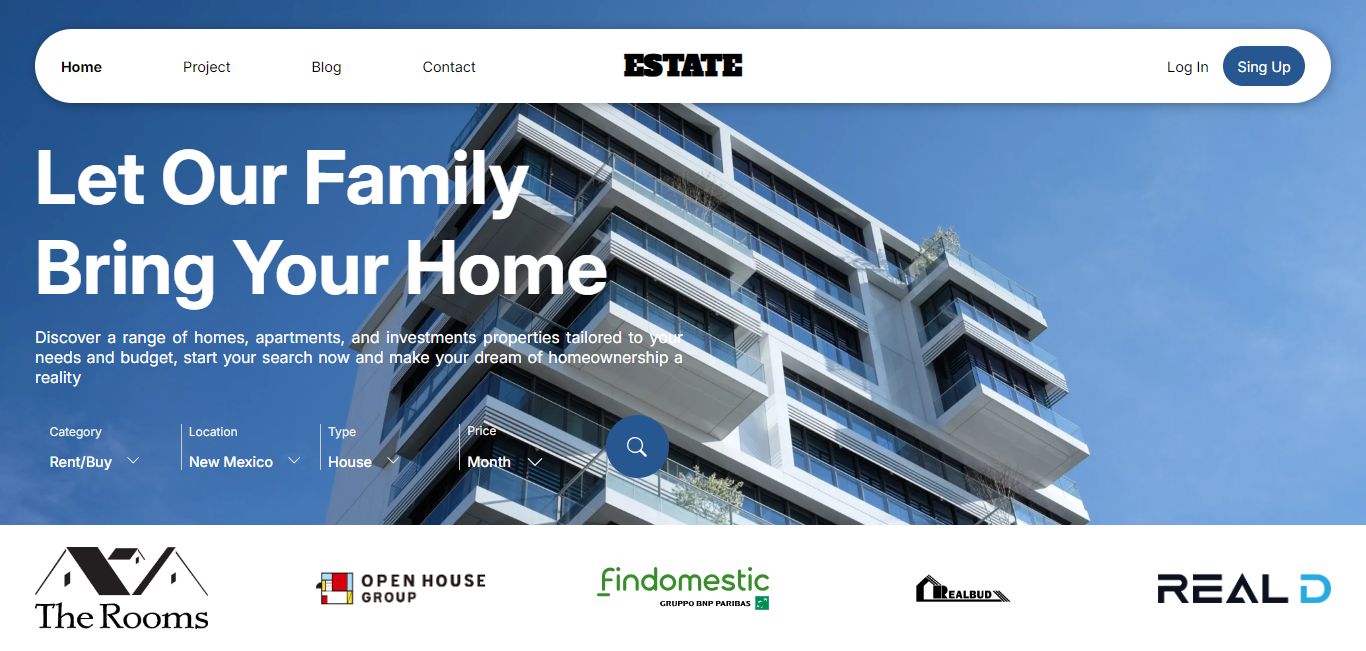 Home
Project
Blog
Contact
ESTATE
Log In
Sing Up
Let Our Family
Bring Your Home
Discover a range of homes, apartments, and investments properties tailored to your
needs and budget, start your search now and make your dream of homeownership a
reality
Category
Rent/Buy
Location
New Mexico
Type
House
Price
Month
The Rooms
OPEN HOUSE
GROUP
findomestic
GRUPPO BNP PARIBAS
REALBUD
REAL D